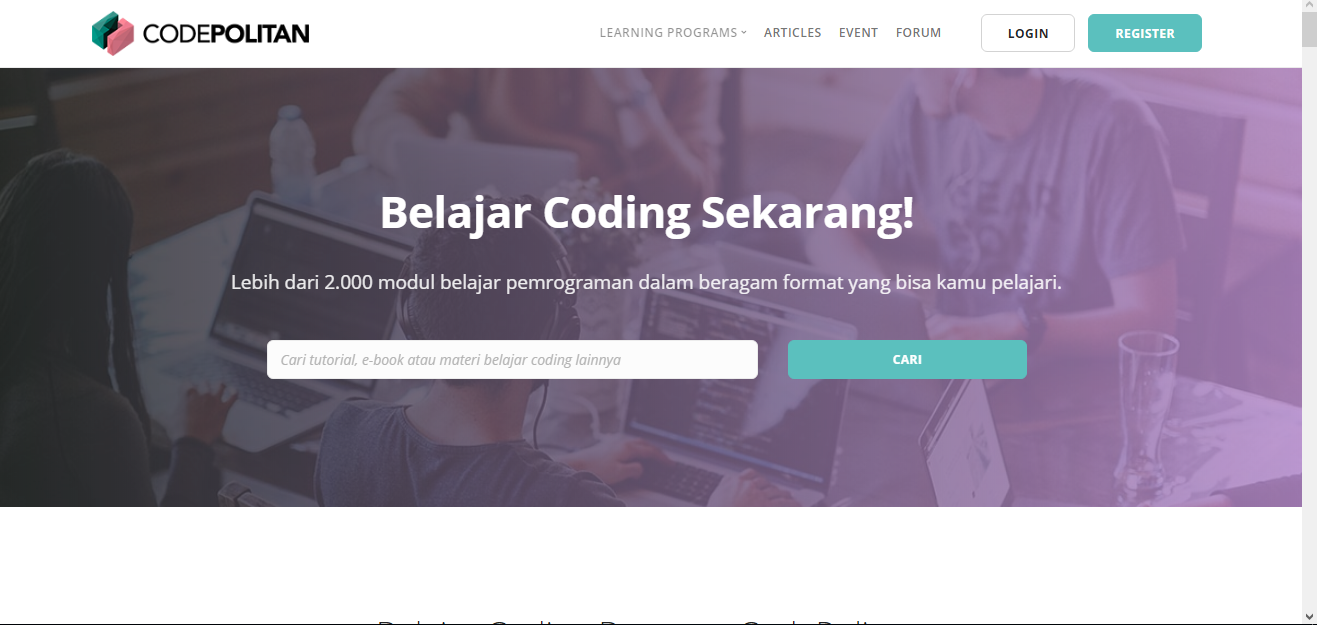 CODEPOLITAN
LEARNING PROGRAMS
ARTICLES
EVENT
FORUM
LOGIN
REGISTER
Belajar Coding Sekarang!
Lebih dari 2.000 modul belajar pemrograman dalam beragam format yang bisa kamu pelajari.
Cari tutorial, e-book atau materi belajar coding lainnya
CARI